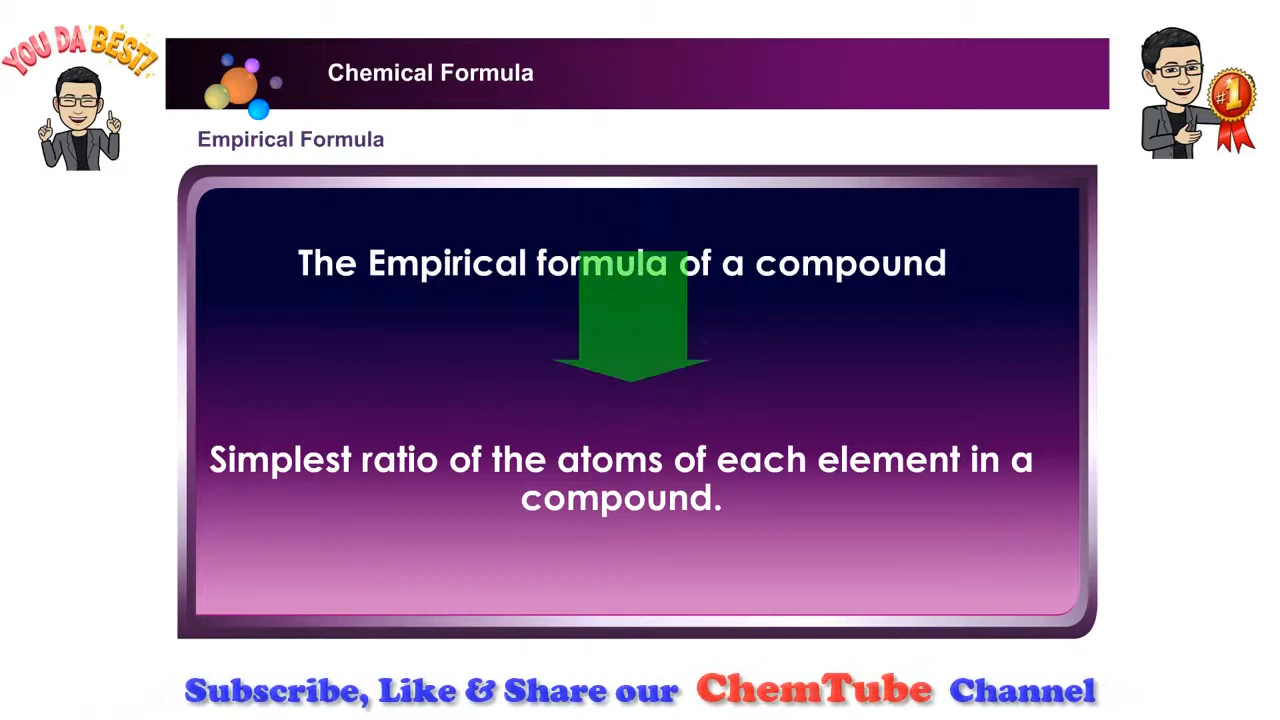 YOU DA BEST!
Chemical Formula
#1
Empirical Formula
The Empirical formula of a compound
Simplest ratio of the atoms of each element in a
compound.
Subscribe, Like & Share our ChemTube Channel